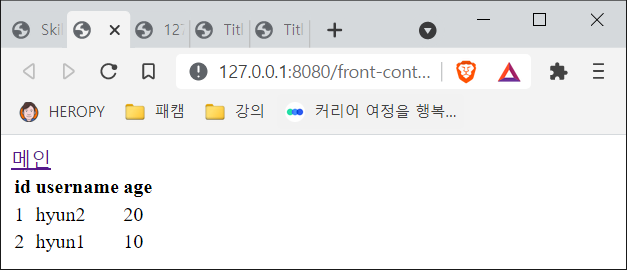 Ski
127
Titl
Titl
127.0.0.1:8080/front-cont...
HEROPY 패캠 강의 커리어 여정을 행복...
메인
id username age
1 hyun2 20
2 hyun1 10